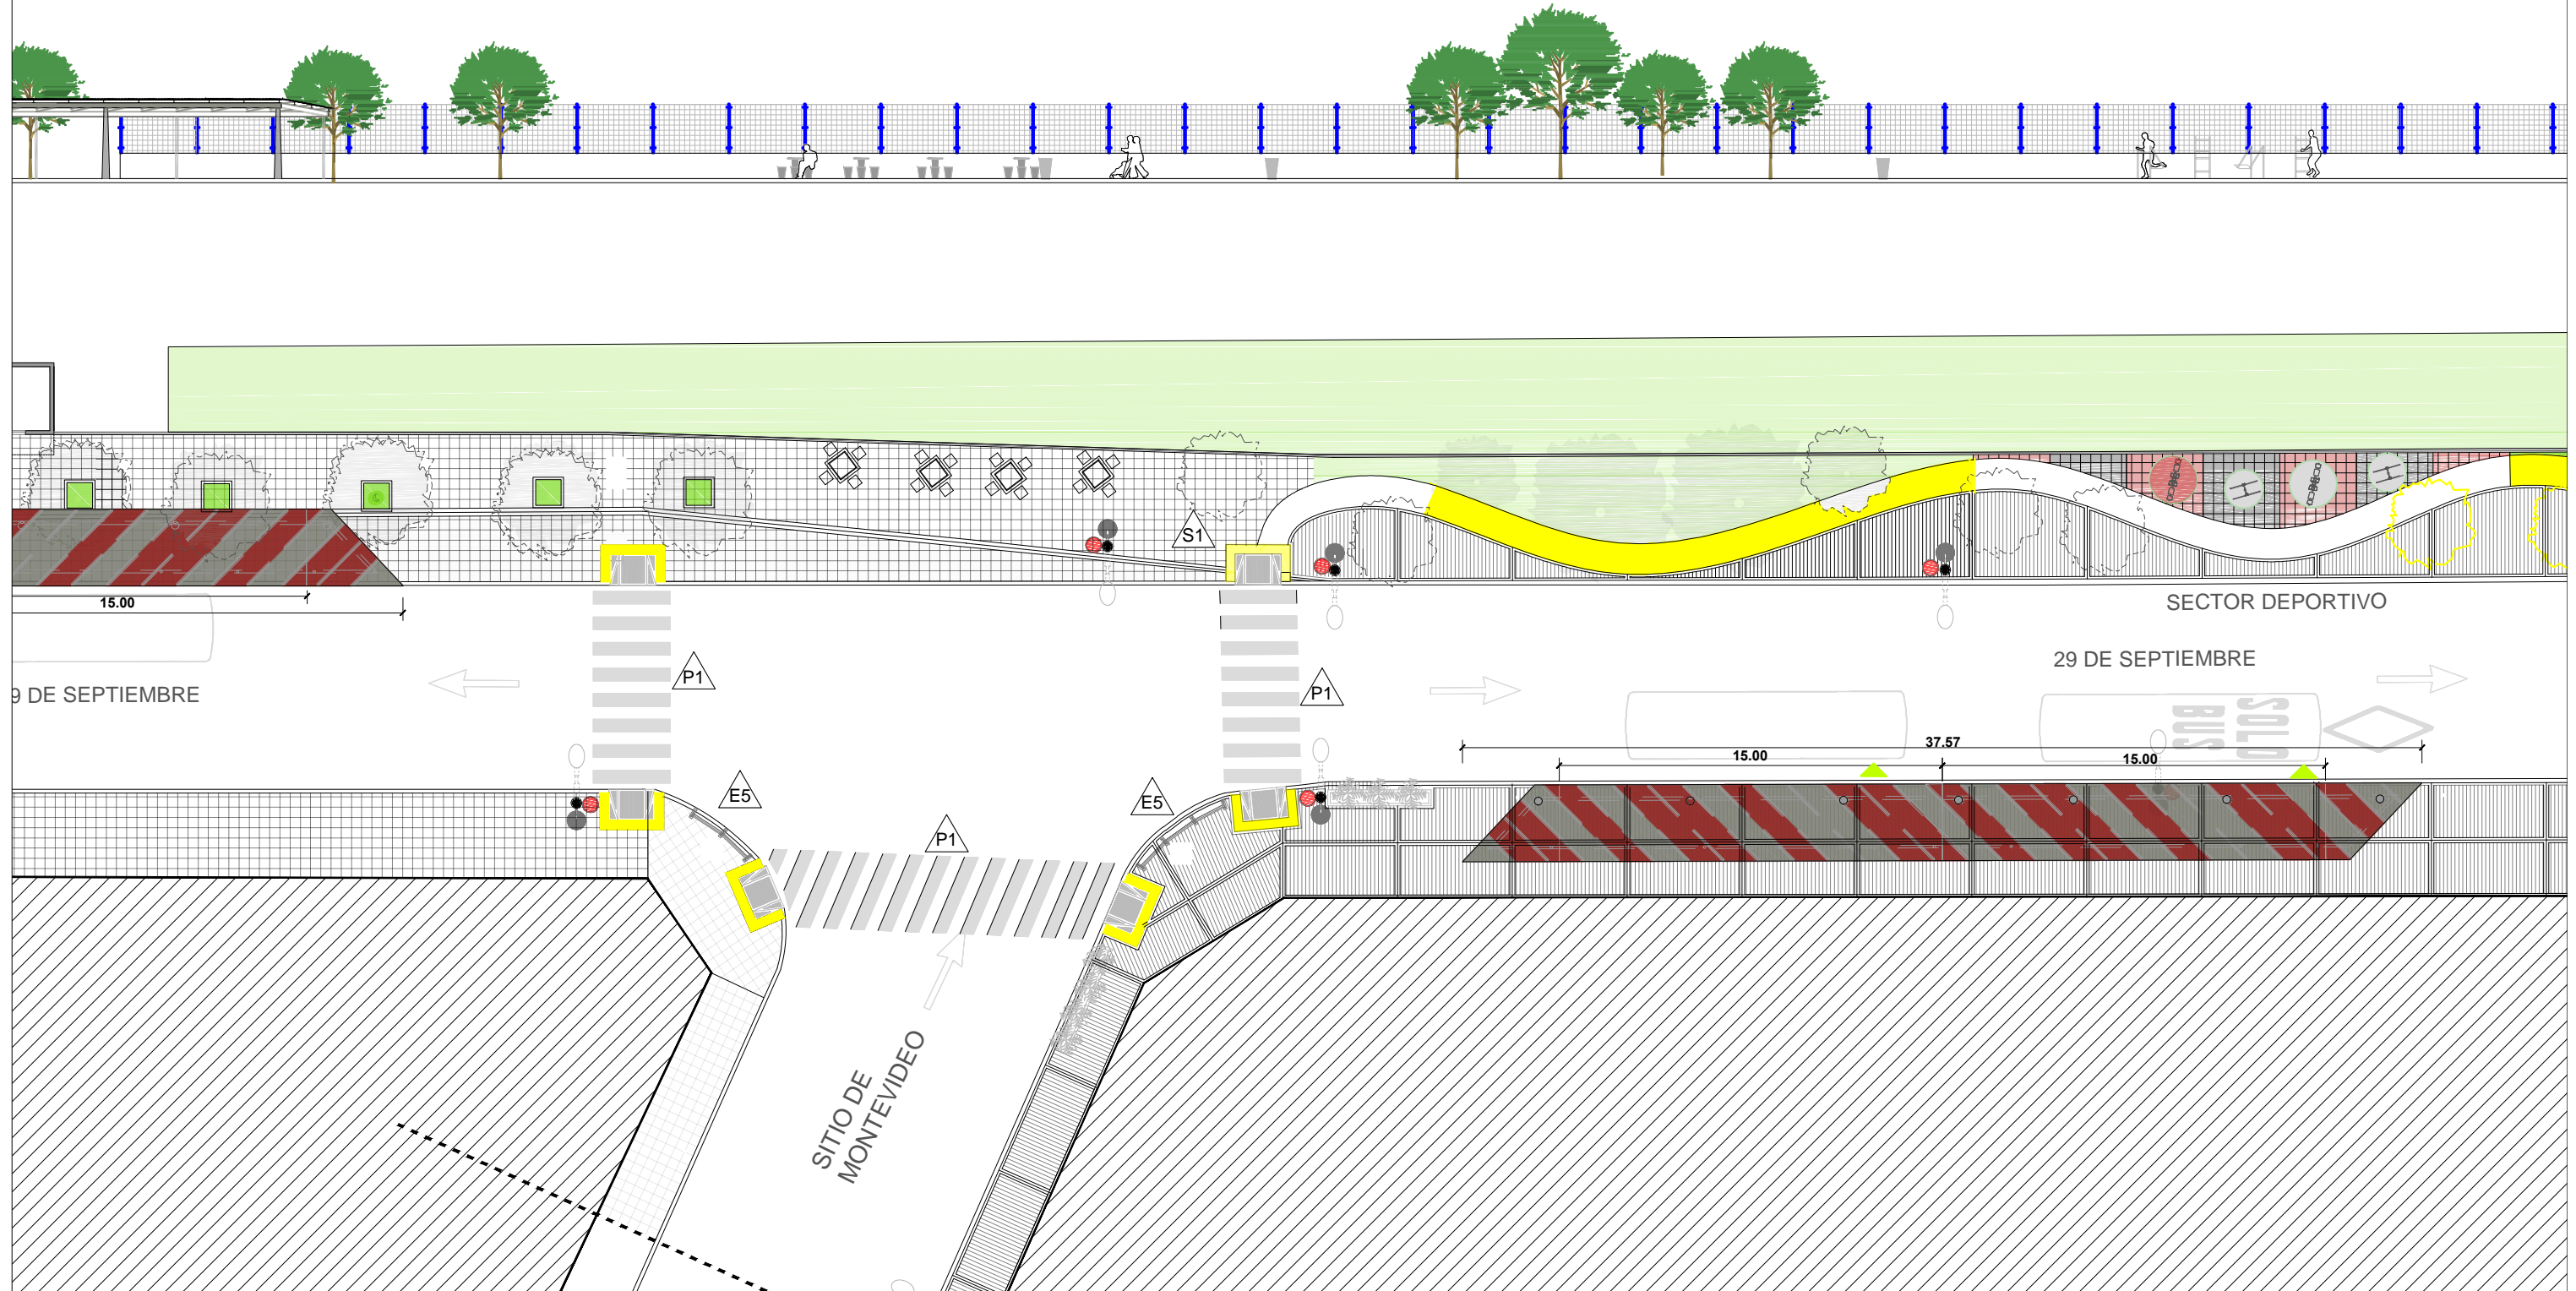 S1
15.00
SECTOR DEPORTIVO
29 DE SEPTIEMBRE
9 DE SEPTIEMBRE
P1
P1
SOLO
BUS
37.57
15.00
15.00
E5
E5
P1
SITIO DE
MONTEVIDEO